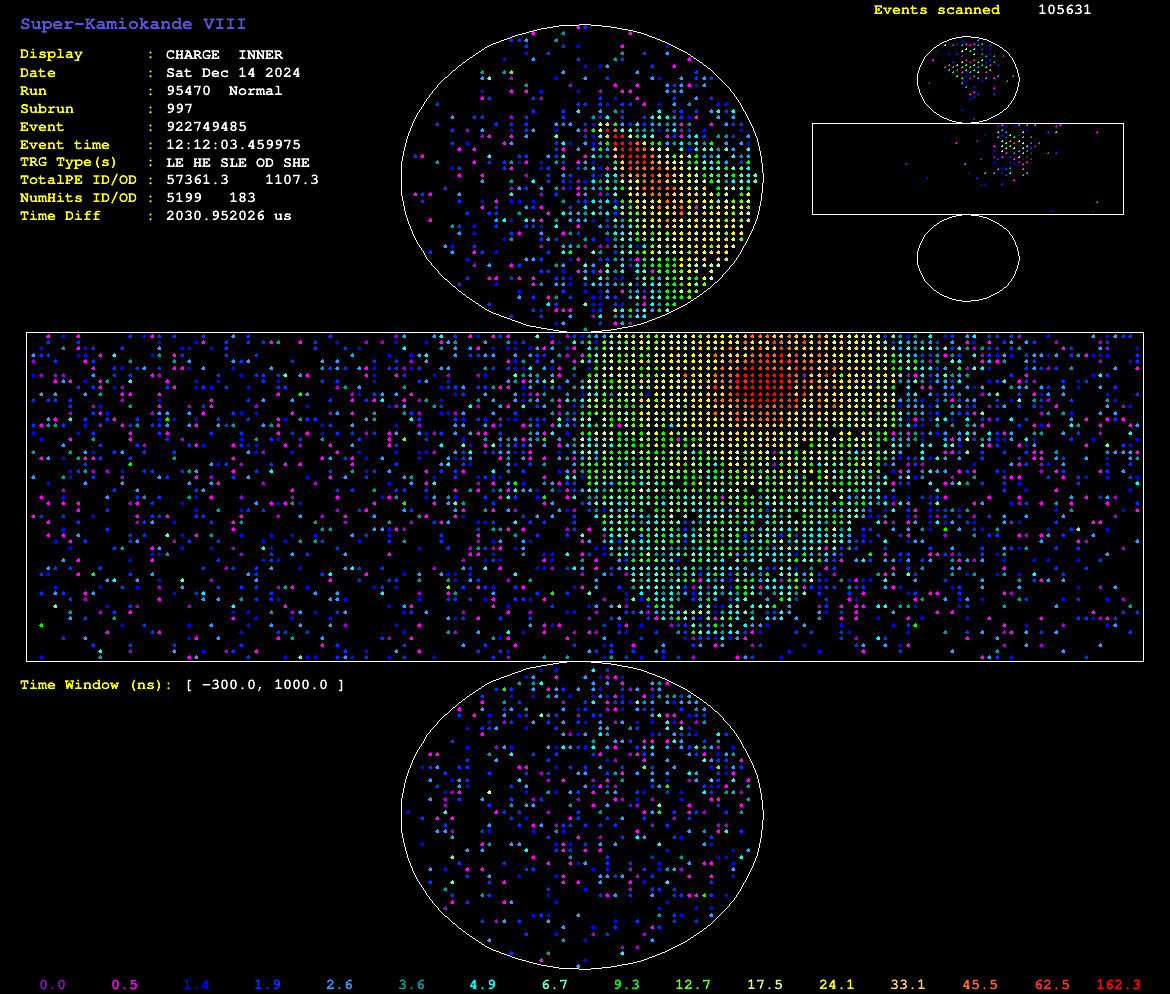 Super-Kamiokande VIII
Events scanned 105631
Display : CHARGE INNER
Date : Sat Dec 14 2024
Run : 95470 Normal
Subrun : 997
Event : 922749485
Event time : 12:12:03.459975
TRG Type(s) : LE HE SLE OD SHE
TotalPE ID/OD : 57361.3 1107.3
NumHits ID/OD : 5199 183
Time Diff : 2030.952026 us
Time Window (ns): [ -300.0, 1000.0 ]
0.0 0.5 1.4 1.9 2.6 3.6 4.9 6.7 9.3 12.7 17.5 24.1 33.1 45.5 62.5 162.3